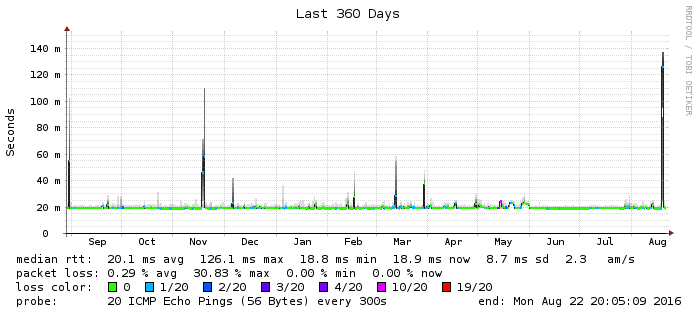 Last 360 Days
RRDTOOL / TOBI OETIKER
Seconds
140 m
120 m
100 m
80 m
60 m
40 m
20 m
0
Sep Oct Nov Dec Jan Feb Mar Apr May Jun Jul Aug
median rtt: 20.1 ms avg 126.1 ms max 18.8 ms min 18.9 ms now 8.7 ms sd 2.3 am/s
packet loss: 0.29 % avg 30.83 % max 0.00 % min 0.00 % now
loss color: 0 1/20 2/20 3/20 4/20 10/20 19/20
probe: 20 ICMP Echo Pings (56 Bytes) every 300s end: Mon Aug 22 20:05:09 2016